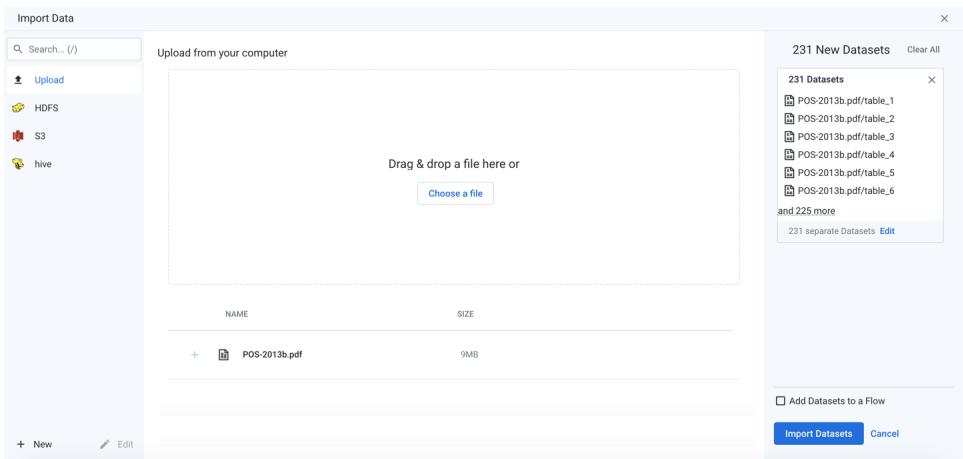 Import Data
Search... (/)
Upload
HDFS
S3
hive
New
Edit
Upload from your computer
Drag & drop a file here or
Choose a file
NAME SIZE
POS-2013b.pdf 9MB
231 New Datasets Clear All
231 Datasets
POS-2013b.pdf/table_1
POS-2013b.pdf/table_2
POS-2013b.pdf/table_3
POS-2013b.pdf/table_4
POS-2013b.pdf/table_5
POS-2013b.pdf/table_6
and 225 more
231 separate Datasets Edit
Add Datasets to a Flow
Import Datasets Cancel